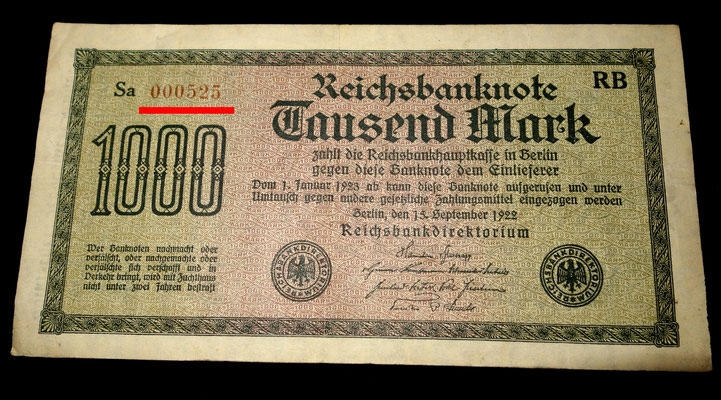 Sa 000525
Reichsbanknote
RB
1000
Tausend Mark
zahlt die Reichsbankhauptkasse in Berlin
gegen diese Banknote dem Einlieferer
Vom 1. Januar 1923 ab kann diese Banknote aufgerufen und unter
Umtausch gegen andere gesetzliche Zahlungsmittel eingezogen werden
Berlin, den 15. September 1922
Reichsbankdirektorium
Wer Banknoten nachmacht oder
verfälscht, oder nachgemachte oder
verfälschte sich verschafft und in
Verkehr bringt, wird mit Zuchthaus
nicht unter zwei Jahren bestraft
REICHSBANKDIREKTORIUM
REICHSBANKDIREKTORIUM